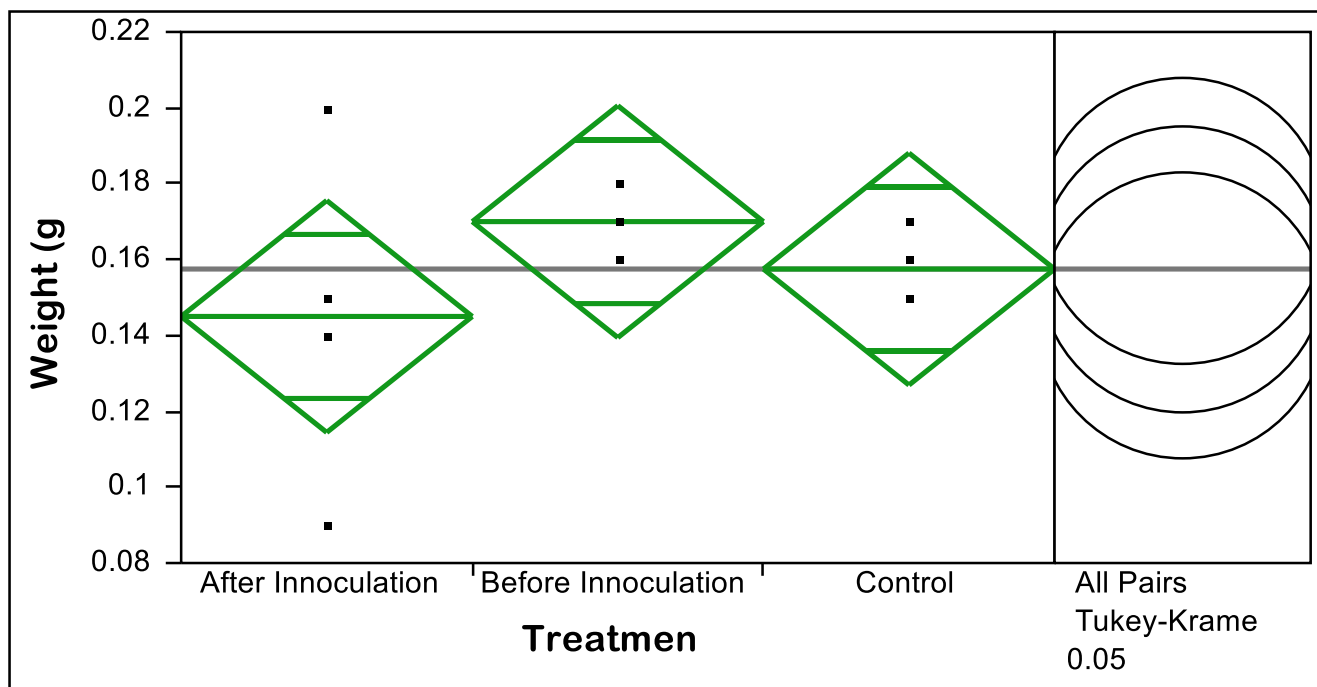 0.22
0.2
0.18
0.16
0.14
0.12
0.1
0.08
Weight (g
After Innoculation Before Innoculation Control All Pairs
Tukey-Krame
0.05
Treatmen